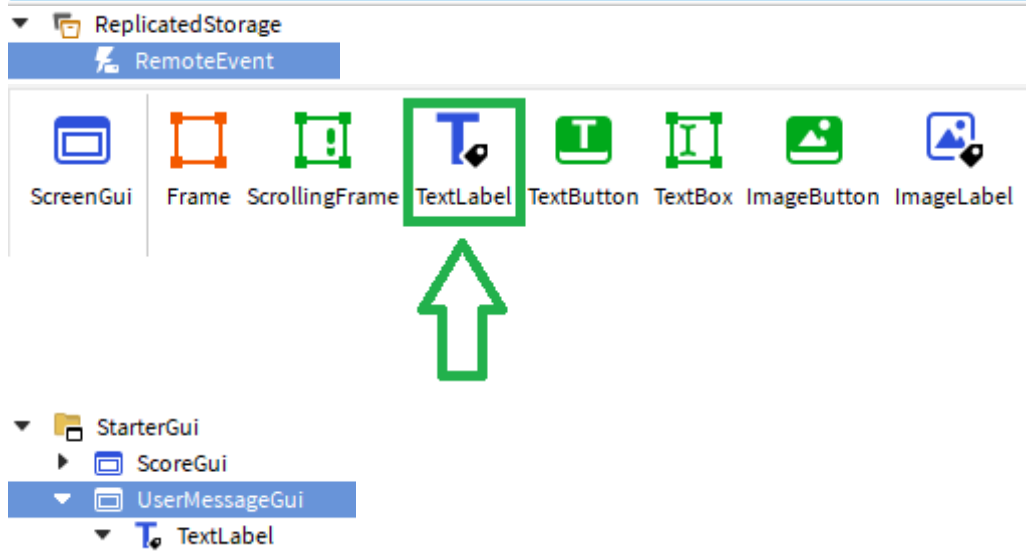 ReplicatedStorage
RemoteEvent
ScreenGui Frame ScrollingFrame TextLabel TextButton TextBox ImageButton ImageLabel
StarterGui
ScoreGui
UserMessageGui
TextLabel